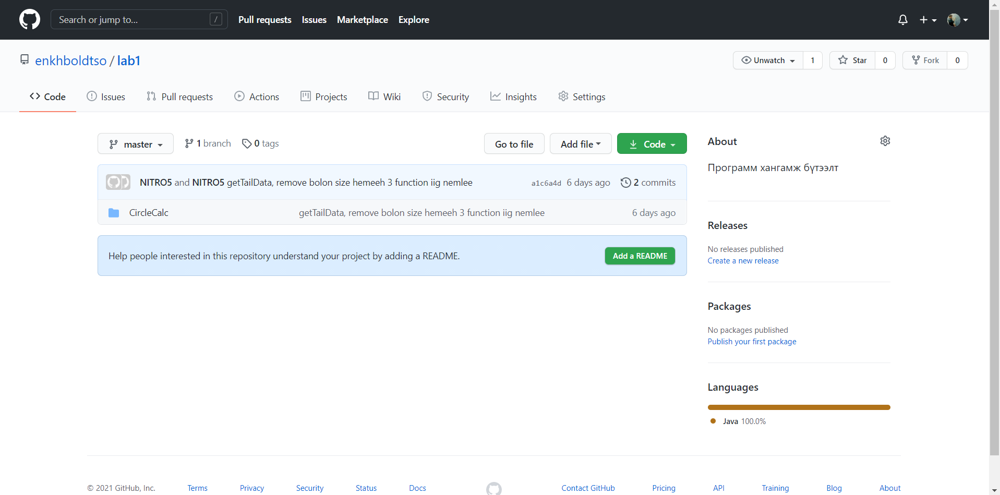 Search or jump to... /
Pull requests Issues Marketplace Explore
enkhboldtso / lab1
Unwatch 1 Star 0 Fork 0
Code Issues Pull requests Actions Projects Wiki Security Insights Settings
master 1 branch 0 tags Go to file Add file Code
NITRO5 and NITRO5 getTailData, remove bolon size hemeeh 3 function iig nemlee a1c6a4d 6 days ago 2 commits
CircleCalc getTailData, remove bolon size hemeeh 3 function iig nemlee 6 days ago
Help people interested in this repository understand your project by adding a README. Add a README
About
Программ хангамж бүтээлт
Releases
No releases published
Create a new release
Packages
No packages published
Publish your first package
Languages
Java 100.0%
© 2021 GitHub, Inc. Terms Privacy Security Status Docs Contact GitHub Pricing API Training Blog About